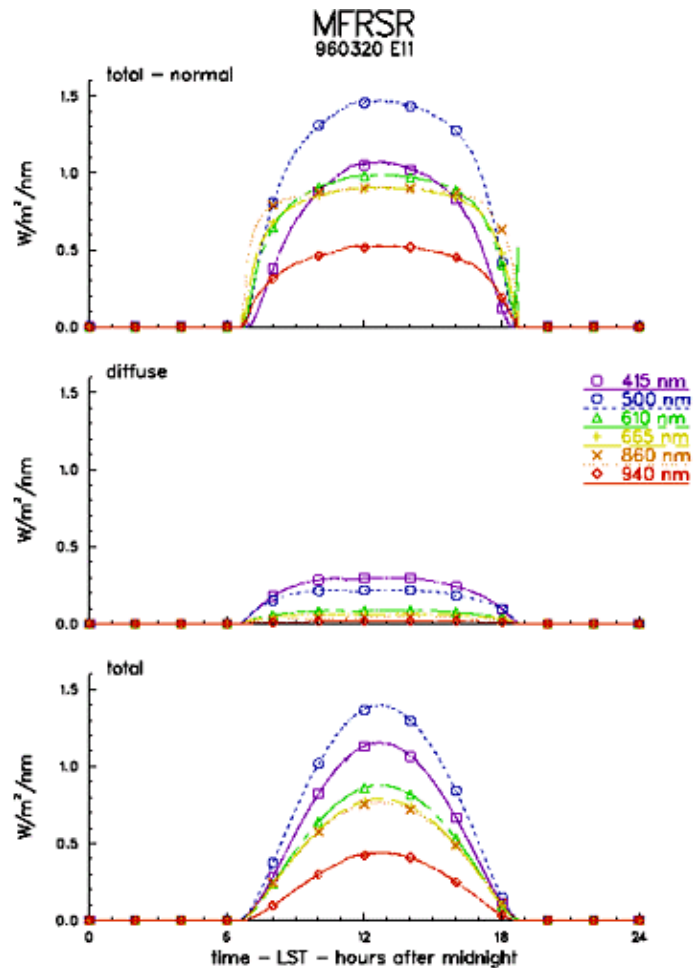 MFRSR
960320 E11
total - normal
W/m²/nm
1.5
1.0
0.5
0.0
diffuse
W/m²/nm
1.5
1.0
0.5
0.0
415 nm
500 nm
610 nm
665 nm
860 nm
940 nm
total
W/m²/nm
1.5
1.0
0.5
0.0
0 6 12 18 24
time - LST - hours after midnight